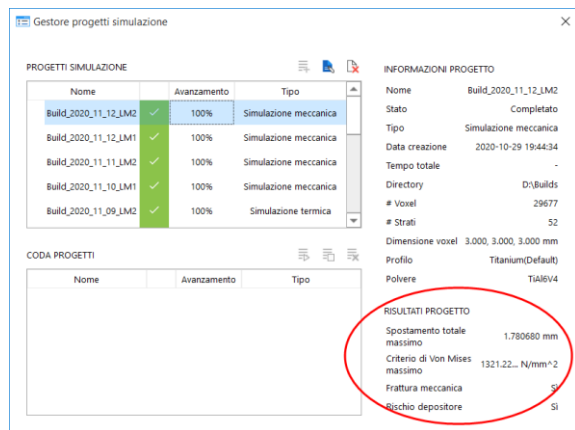 Gestore progetti simulazione
PROGETTI SIMULAZIONE
Nome Avanzamento Tipo
Build_2020_11_12_LM2 100% Simulazione meccanica
Build_2020_11_12_LM1 100% Simulazione meccanica
Build_2020_11_11_LM2 100% Simulazione meccanica
Build_2020_11_10_LM1 100% Simulazione meccanica
Build_2020_11_09_LM2 100% Simulazione termica
CODA PROGETTI
Nome Avanzamento Tipo
INFORMAZIONI PROGETTO
Nome Build_2020_11_12_LM2
Stato Completato
Tipo Simulazione meccanica
Data creazione 2020-10-29 19:44:34
Tempo totale -
Directory D:\Builds
# Voxel 29677
# Strati 52
Dimensione voxel 3.000, 3.000, 3.000 mm
Profilo Titanium(Default)
Polvere TiAl6V4
RISULTATI PROGETTO
Spostamento totale
massimo 1.780680 mm
Criterio di Von Mises
massimo 1321.22... N/mm^2
Frattura meccanica Sì
Rischio depositore Sì